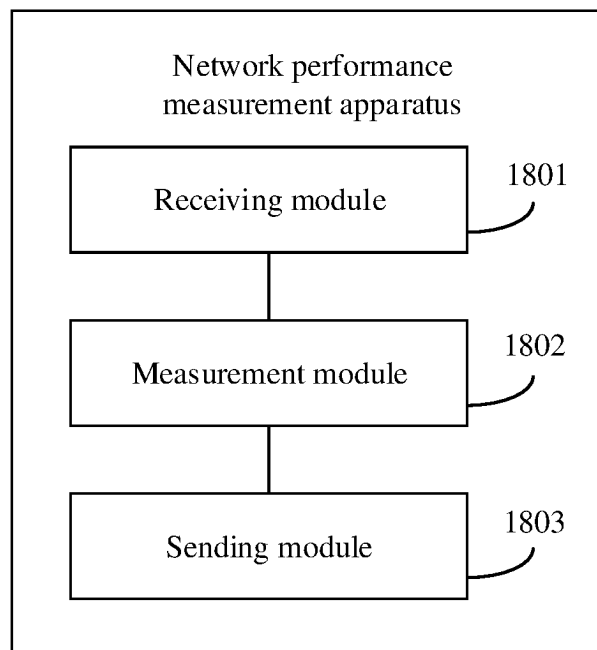 Network performance
measurement apparatus
1801
Receiving module
1802
Measurement module
1803
Sending module